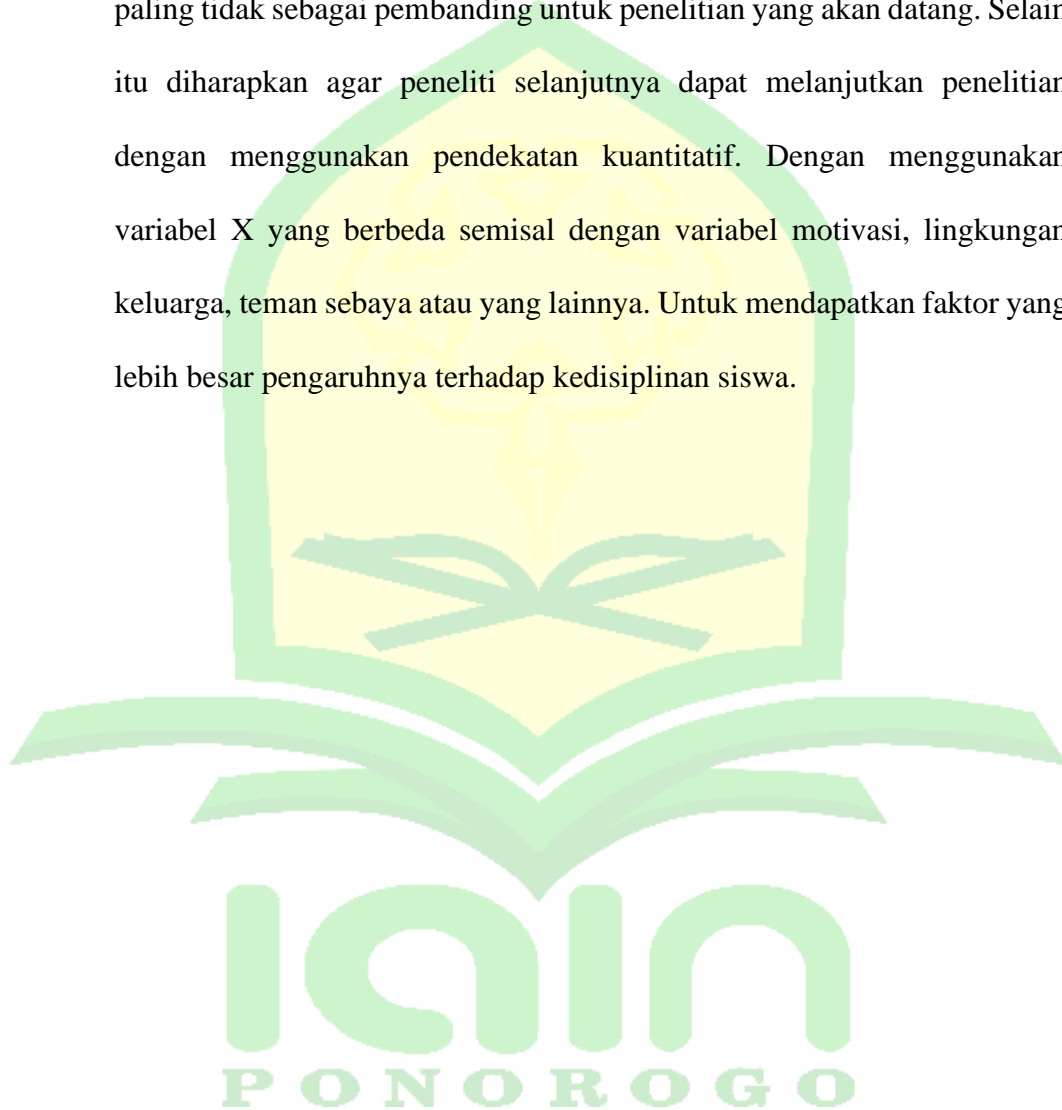 paling tidak sebagai pembanding untuk penelitian yang akan datang. Selain
itu diharapkan agar peneliti selanjutnya dapat melanjutkan penelitian
dengan menggunakan pendekatan kuantitatif. Dengan menggunakan
variabel X yang berbeda semisal dengan variabel motivasi, lingkungan
keluarga, teman sebaya atau yang lainnya. Untuk mendapatkan faktor yang
lebih besar pengaruhnya terhadap kedisiplinan siswa.
iain
PONOROGO